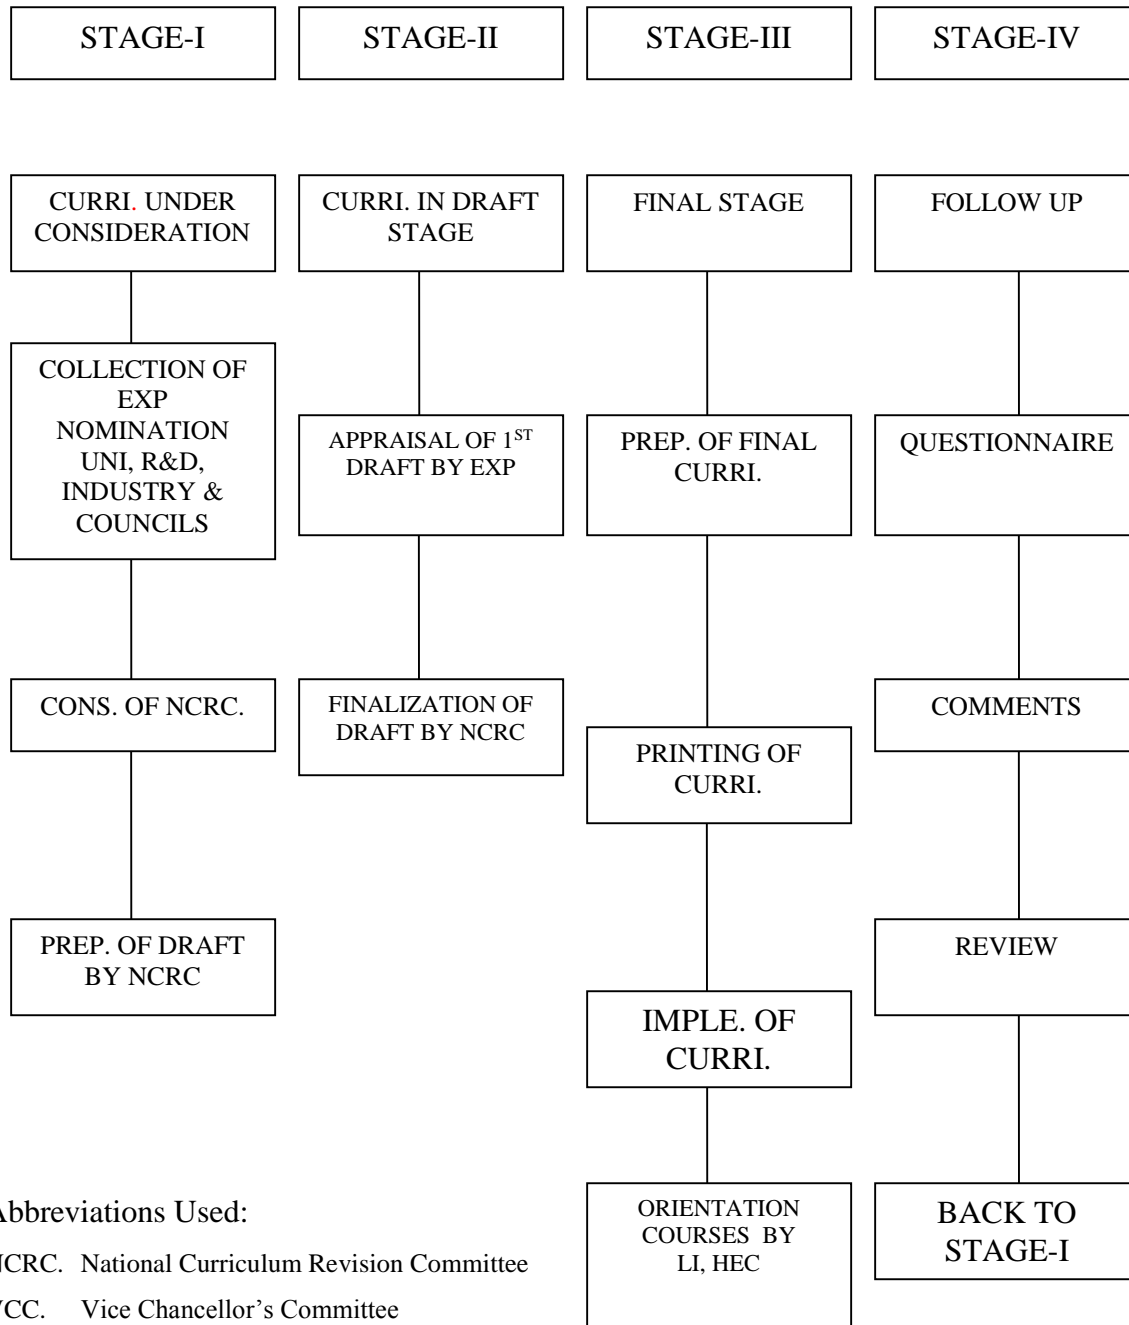 STAGE-I
STAGE-II
STAGE-III
STAGE-IV
CURRI. UNDER
CONSIDERATION
COLLECTION OF
EXP
NOMINATION
UNI, R&D,
INDUSTRY &
COUNCILS
CONS. OF NCRC.
PREP. OF DRAFT
BY NCRC
CURRI. IN DRAFT
STAGE
APPRAISAL OF 1ST
DRAFT BY EXP
FINALIZATION OF
DRAFT BY NCRC
FINAL STAGE
PREP. OF FINAL
CURRI.
PRINTING OF
CURRI.
IMPLE. OF
CURRI.
ORIENTATION
COURSES BY
LI, HEC
FOLLOW UP
QUESTIONNAIRE
COMMENTS
REVIEW
BACK TO
STAGE-I
Abbreviations Used:
NCRC. National Curriculum Revision Committee
VCC. Vice Chancellor's Committee